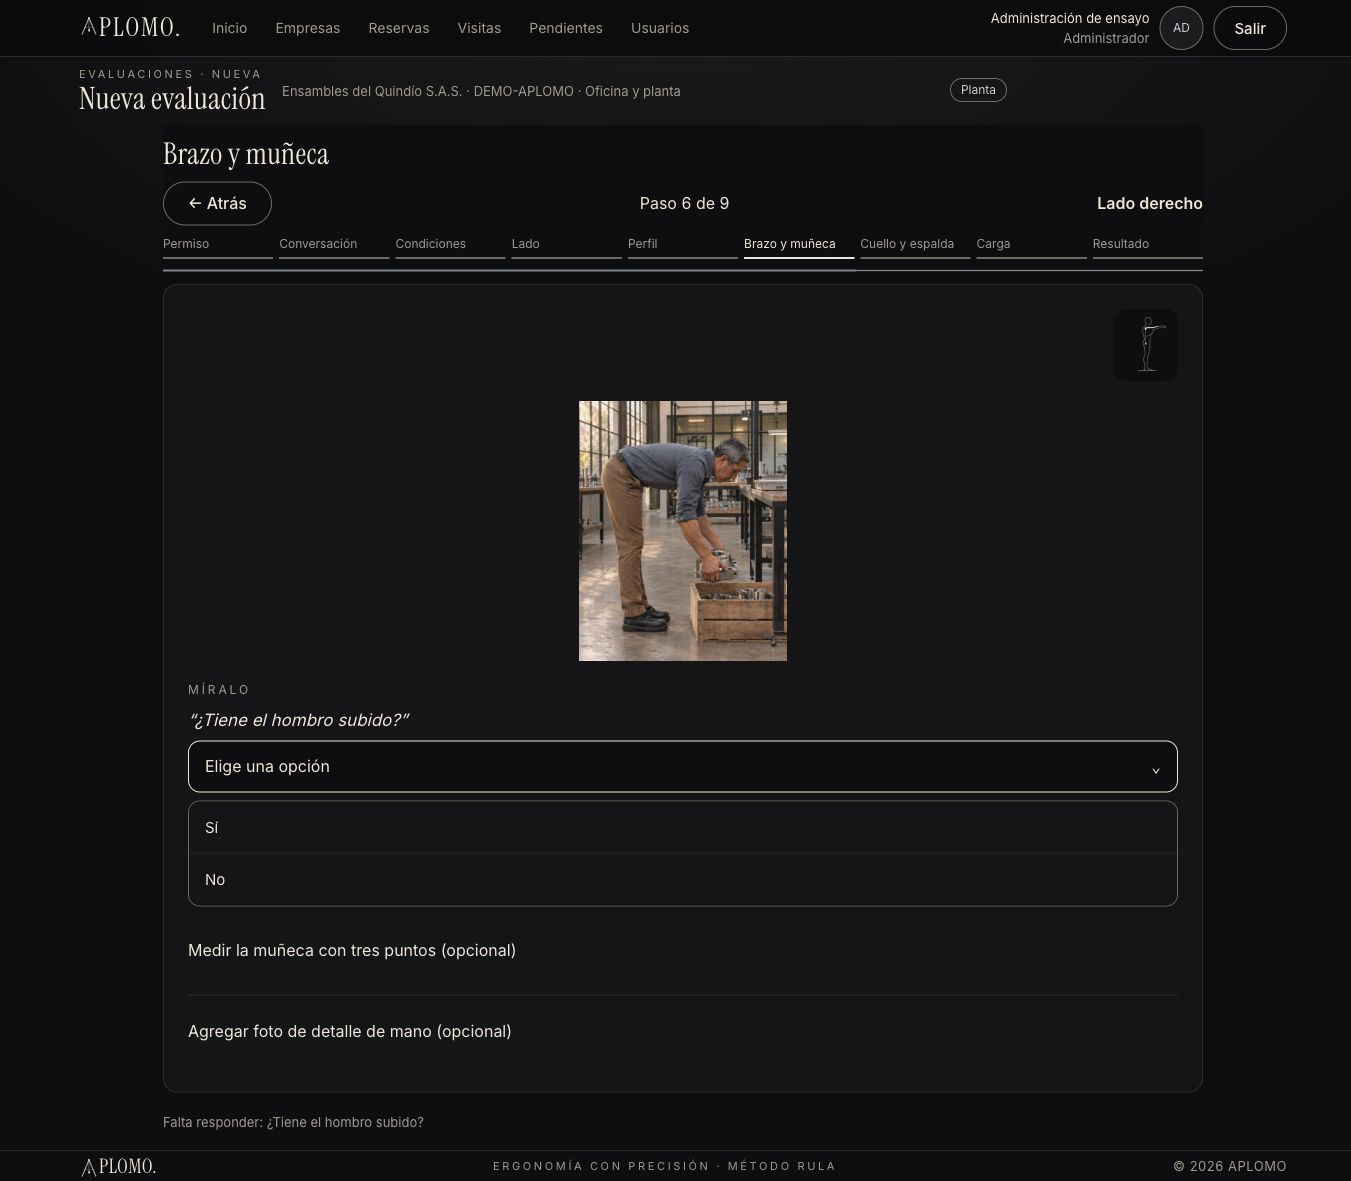 APLOMO.
Inicio
Empresas
Reservas
Visitas
Pendientes
Usuarios
Administración de ensayo
Administrador
AD
Salir
EVALUACIONES · NUEVA
Nueva evaluación
Ensambles del Quindío S.A.S. · DEMO-APLOMO · Oficina y planta
Planta
Brazo y muñeca
← Atrás
Paso 6 de 9
Lado derecho
Permiso
Conversación
Condiciones
Lado
Perfil
Brazo y muñeca
Cuello y espalda
Carga
Resultado
MÍRALO
“¿Tiene el hombro subido?”
Elige una opción
Sí
No
Medir la muñeca con tres puntos (opcional)
Agregar foto de detalle de mano (opcional)
Falta responder: ¿Tiene el hombro subido?
APLOMO.
ERGONOMÍA CON PRECISIÓN · MÉTODO RULA
© 2026 APLOMO